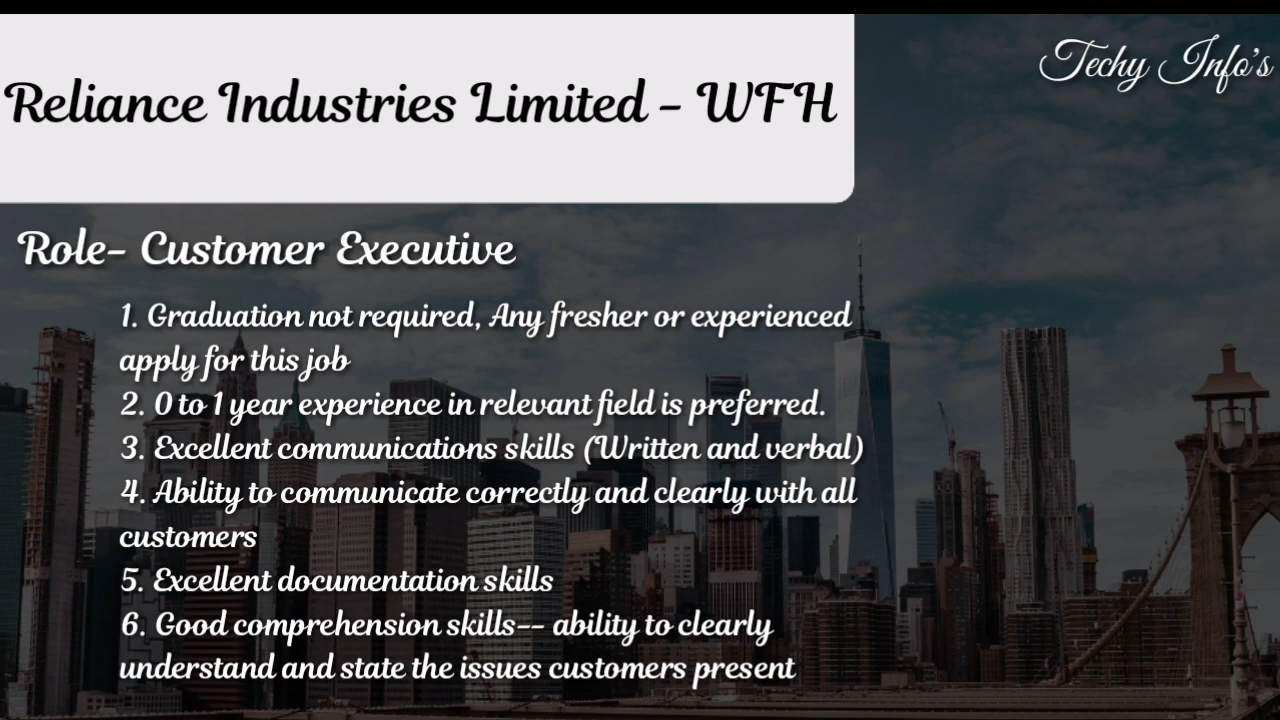 Techy Info's
Reliance Industries Limited - WFH
Role- Customer Executive
1. Graduation not required, Any fresher or experienced
apply for this job
2. 0 to 1 year experience in relevant field is preferred.
3. Excellent communications skills (Written and verbal)
4. Ability to communicate correctly and clearly with all
customers
5. Excellent documentation skills
6. Good comprehension skills-- ability to clearly
understand and state the issues customers present